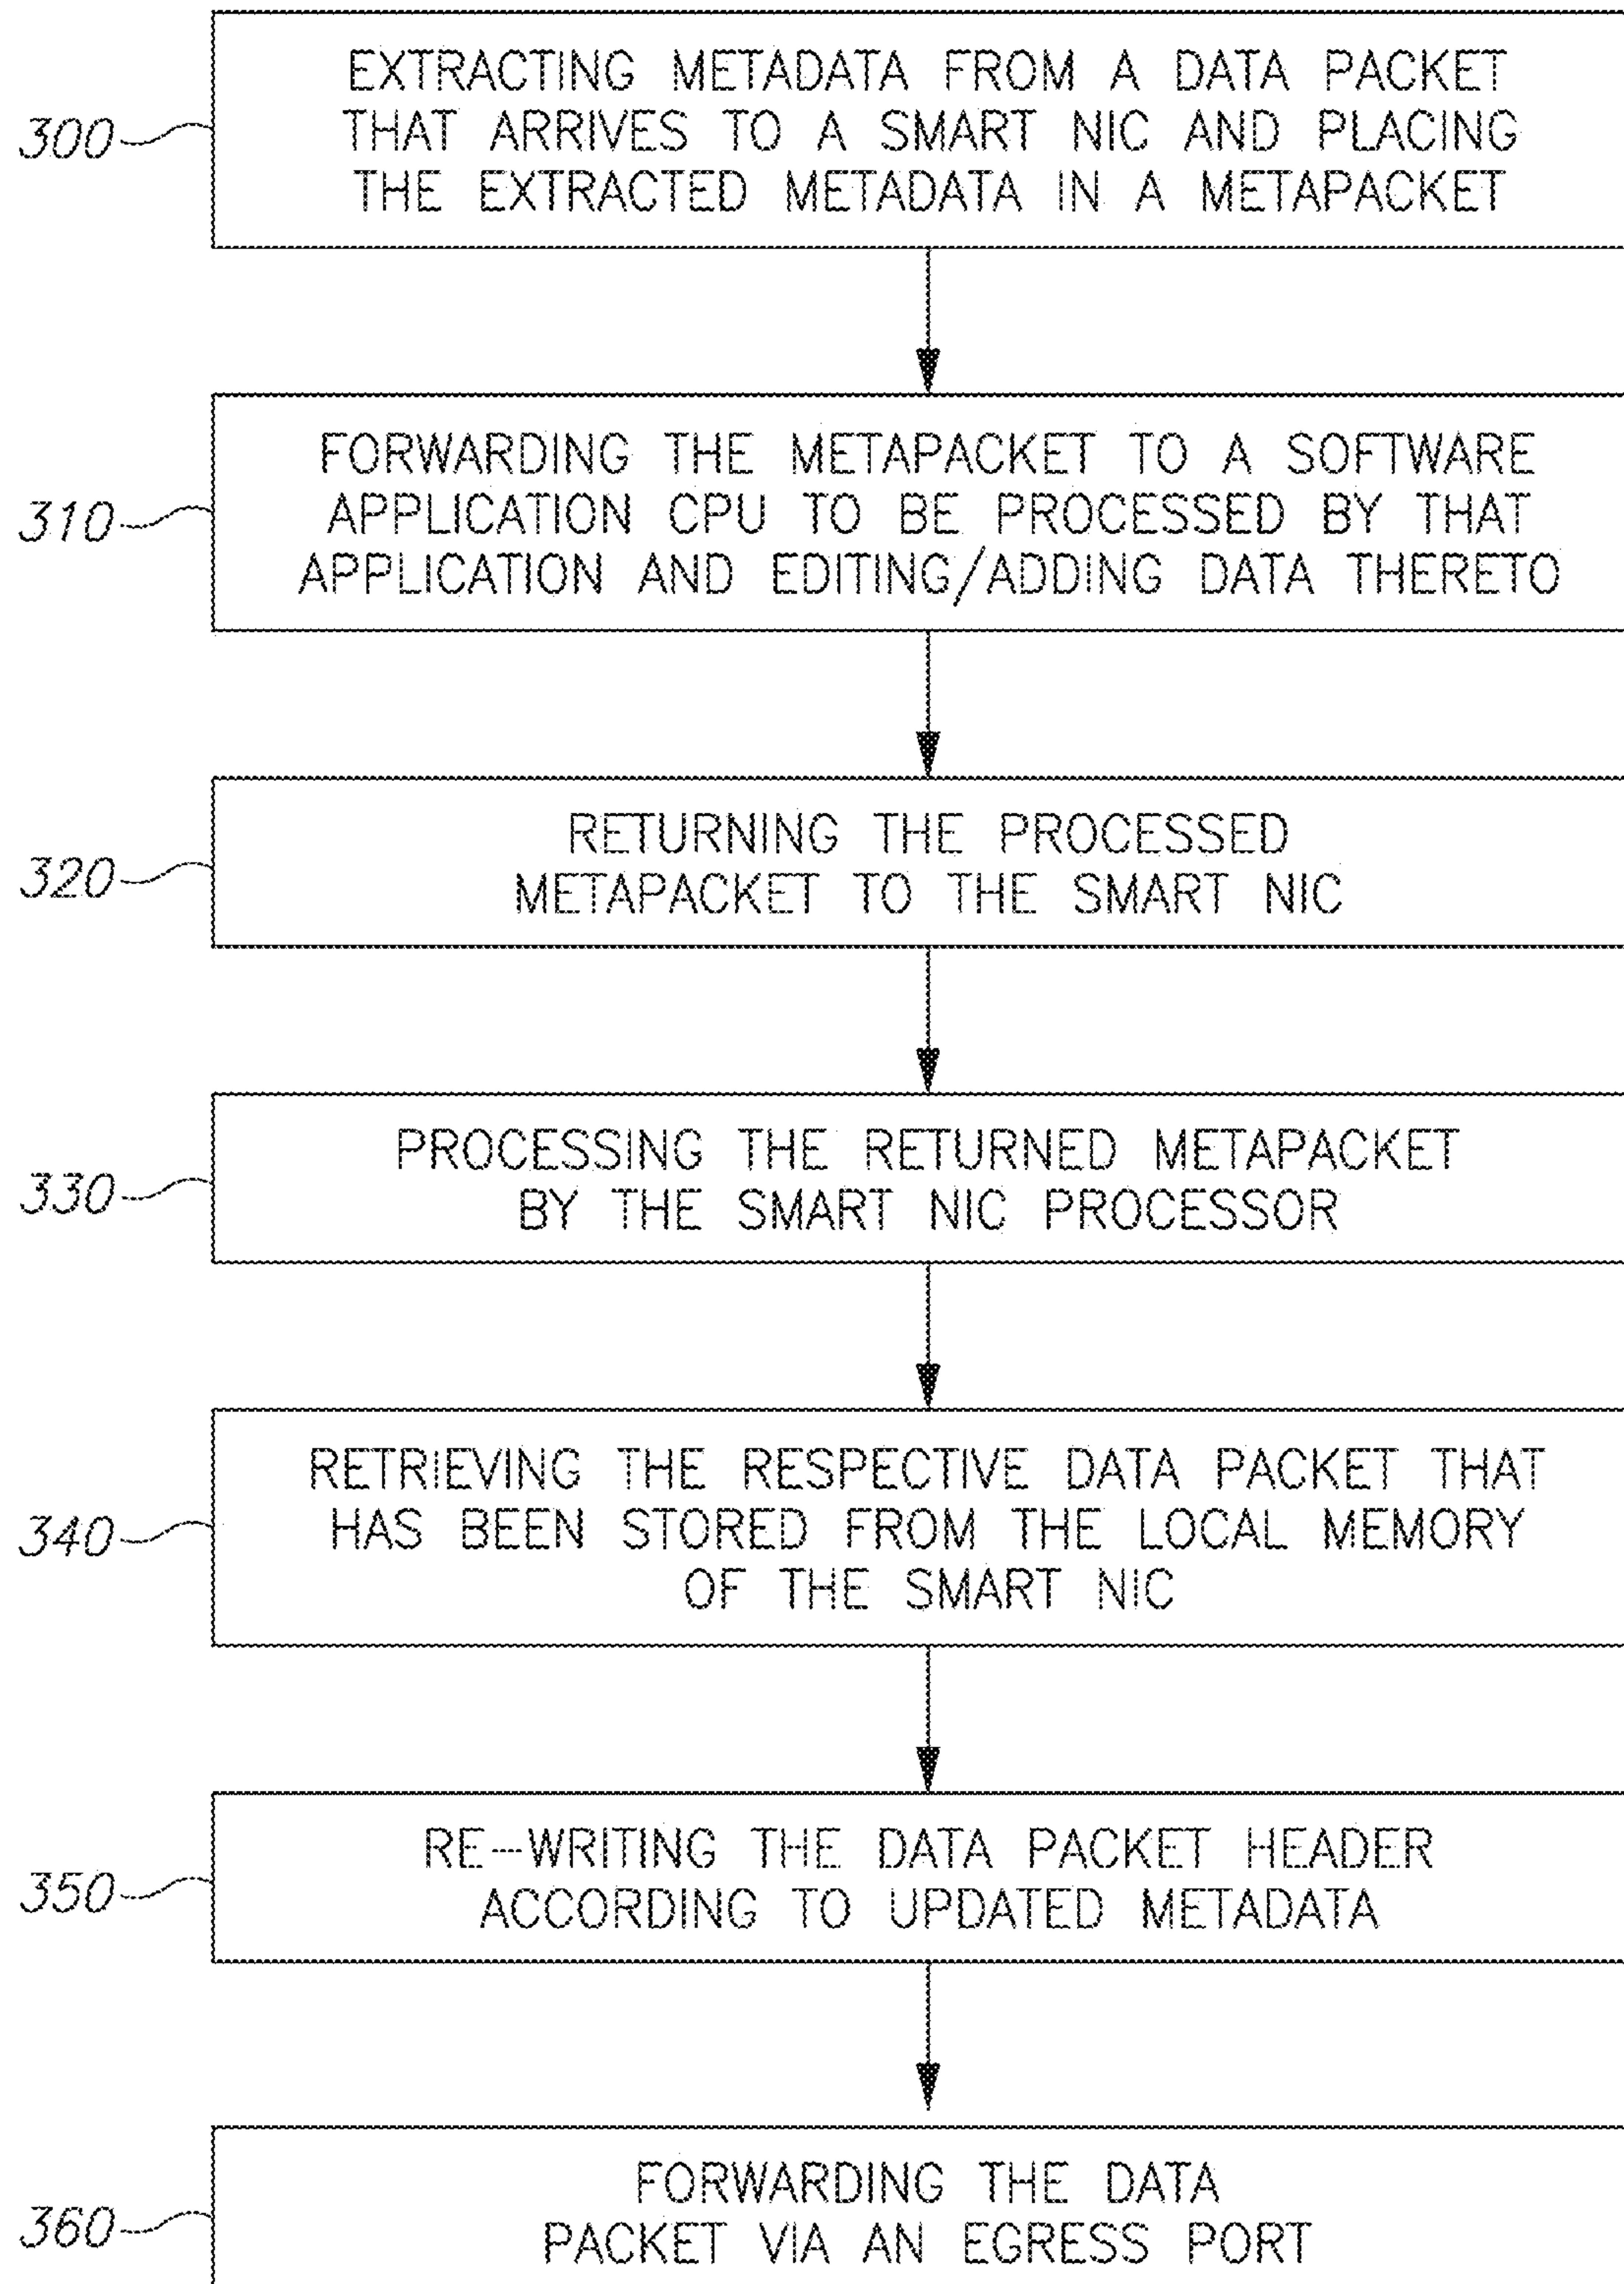 EXTRACTING METADATA FROM A DATA PACKET
300 THAT ARRIVES TO A SMART NIC AND PLACING
THE EXTRACTED METADATA IN A METAPACKET
FORWARDING THE METAPACKET TO A SOFTWARE
310 APPLICATION CPU TO BE PROCESSED BY THAT
APPLICATION AND EDITING/ADDING DATA THERETO
RETURNING THE PROCESSED
320 METAPACKET TO THE SMART NIC
PROCESSING THE RETURNED METAPACKET
330 BY THE SMART NIC PROCESSOR
RETRIEVING THE RESPECTIVE DATA PACKET THAT
340 HAS BEEN STORED FROM THE LOCAL MEMORY
OF THE SMART NIC
RE-WRITING THE DATA PACKET HEADER
350 ACCORDING TO UPDATED METADATA
FORWARDING THE DATA
360 PACKET VIA AN EGRESS PORT